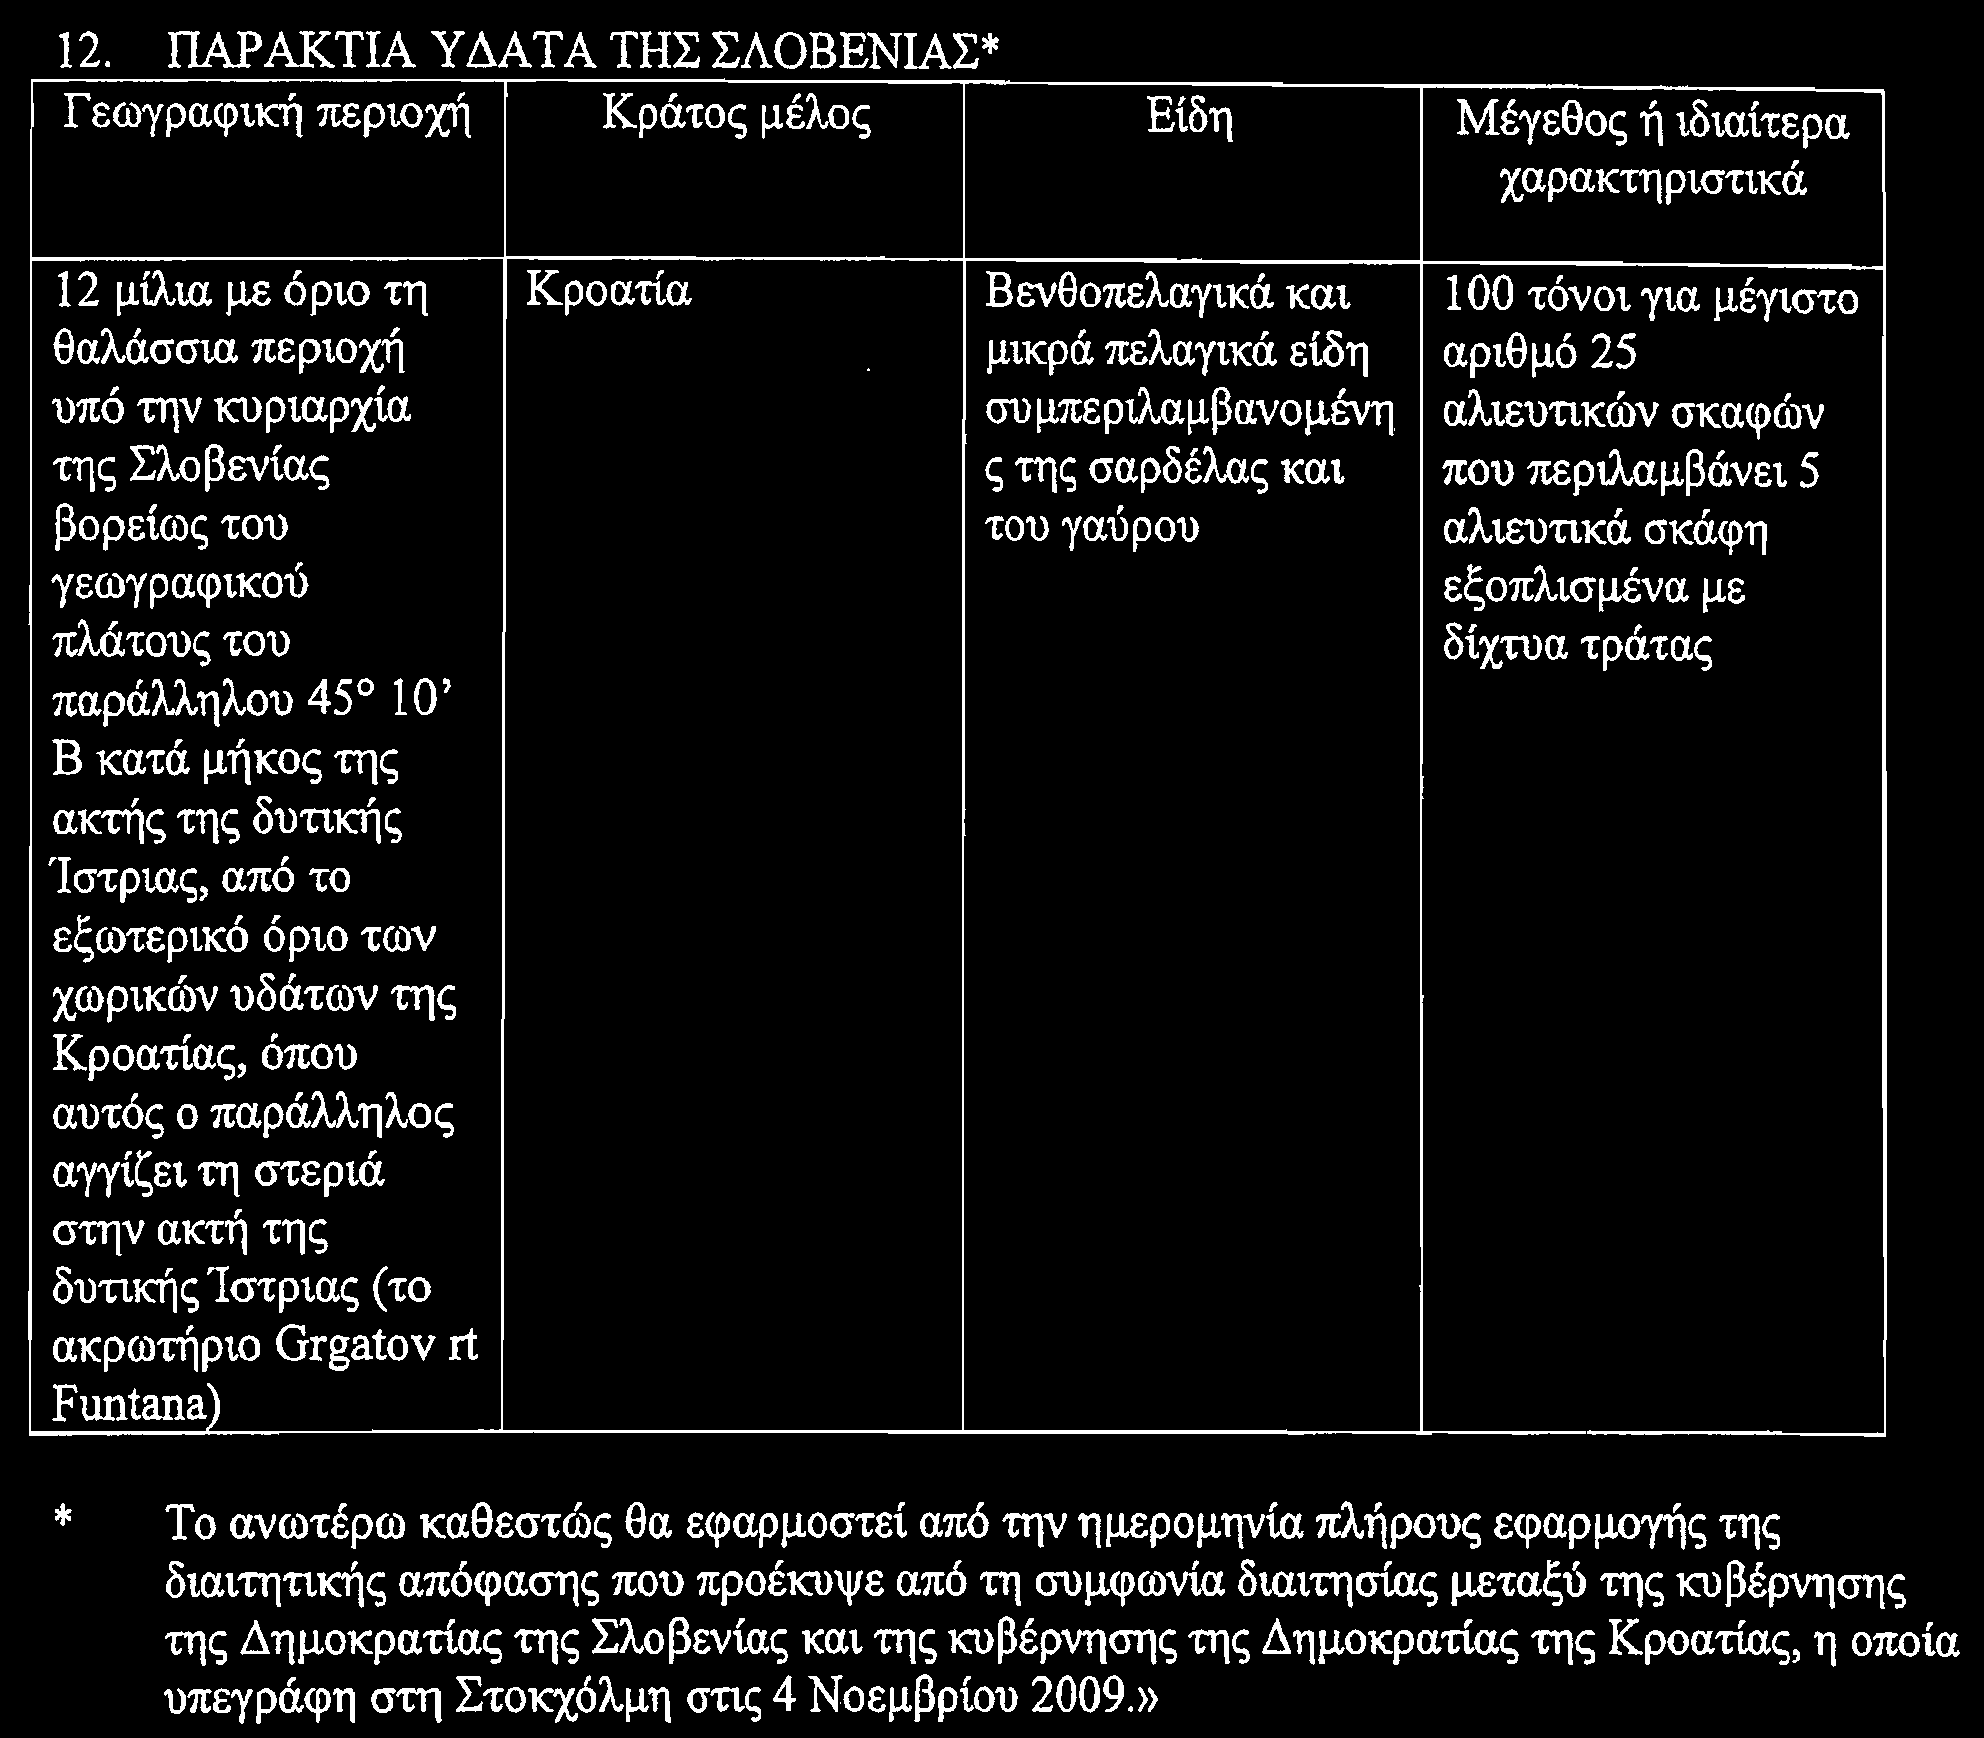 12. ΠΑΡΑΚΤΙΑ ΥΔΑΤΑ ΤΗΣ ΣΛΟΒΕΝΙΑΣ*
Γεωγραφική περιοχή
Κράτος μέλος
Είδη
Μέγεθος ή ιδιαίτερα
χαρακτηριστικά
12 μίλια με όριο τη
θαλάσσια περιοχή
υπό την κυριαρχία
της Σλοβενίας
βορείως του
γεωγραφικού
πλάτους του
παράλληλου 45° 10’
Β κατά μήκος της
ακτής της δυτικής
Ίστριας, από το
εξωτερικό όριο των
χωρικών υδάτων της
Κροατίας, όπου
αυτός ο παράλληλος
αγγίζει τη στεριά
στην ακτή της
δυτικής Ίστριας (το
ακρωτήριο Grgatov rt
Funtana)
Κροατία
Βενθοπελαγικά και
μικρά πελαγικά είδη
συμπεριλαμβανομένη
ς της σαρδέλας και
του γαύρου
100 τόνοι για μέγιστο
αριθμό 25
αλιευτικών σκαφών
που περιλαμβάνει 5
αλιευτικά σκάφη
εξοπλισμένα με
δίχτυα τράτας
* Το ανωτέρω καθεστώς θα εφαρμοστεί από την ημερομηνία πλήρους εφαρμογής της
διαιτητικής απόφασης που προέκυψε από τη συμφωνία διαιτησίας μεταξύ της κυβέρνησης
της Δημοκρατίας της Σλοβενίας και της κυβέρνησης της Δημοκρατίας της Κροατίας, η οποία
υπεγράφη στη Στοκχόλμη στις 4 Νοεμβρίου 2009.»